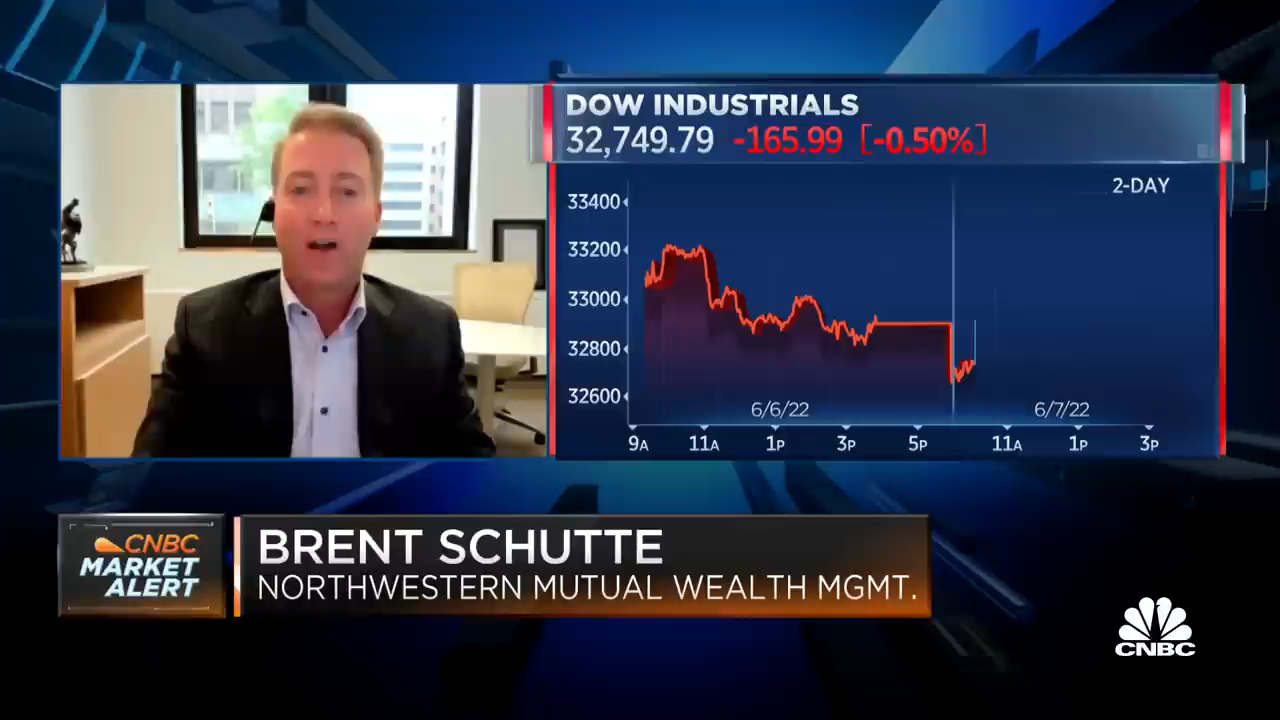 DOW INDUSTRIALS
32,749.79 -165.99 [-0.50%]
2-DAY
33400
33200
33000
32800
32600
6/6/22 6/7/22
9A 11A 1P 3P 5P 11A 1P 3P
CNBC
MARKET
ALERT
BRENT SCHUTTE
NORTHWESTERN MUTUAL WEALTH MGMT.
CNBC